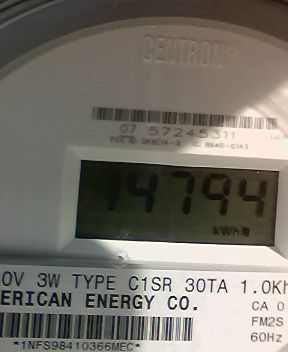 CENTRON
07 57245311
14794
kWh
0V 3W TYPE C1SR 30TA 1.0Kh
ERICAN ENERGY CO.
CA 0
FM2S
60Hz
*1NFS98410366MEC*